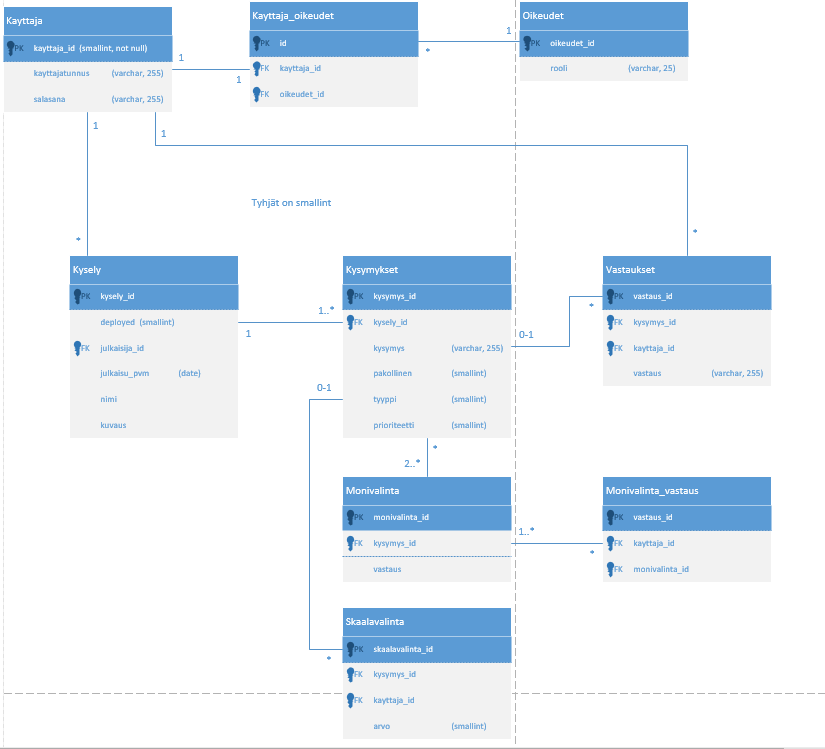 Kayttaja
PK kayttaja_id (smallint, not null)
kayttajatunnus (varchar, 255)
salasana (varchar, 255)
Kayttaja_oikeudet
PK id
FK kayttaja_id
FK oikeudet_id
Oikeudet
PK oikeudet_id
rooli (varchar, 25)
1
1
*
1
1
1
Tyhjät on smallint
*
*
Kysely
PK kysely_id
deployed (smallint)
FK julkaisija_id
julkaisu_pvm (date)
nimi
kuvaus
1
1..*
Kysymykset
PK kysymys_id
FK kysely_id
kysymys (varchar, 255)
pakollinen (smallint)
tyyppi (smallint)
prioriteetti (smallint)
0-1
*
Vastaukset
PK vastaus_id
FK kysymys_id
FK kayttaja_id
vastaus (varchar, 255)
0-1
*
2..*
Monivalinta
PK monivalinta_id
FK kysymys_id
vastaus
1..*
*
Monivalinta_vastaus
PK vastaus_id
FK kayttaja_id
FK monivalinta_id
*
Skaalavalinta
PK skaalavalinta_id
FK kysymys_id
FK kayttaja_id
arvo (smallint)